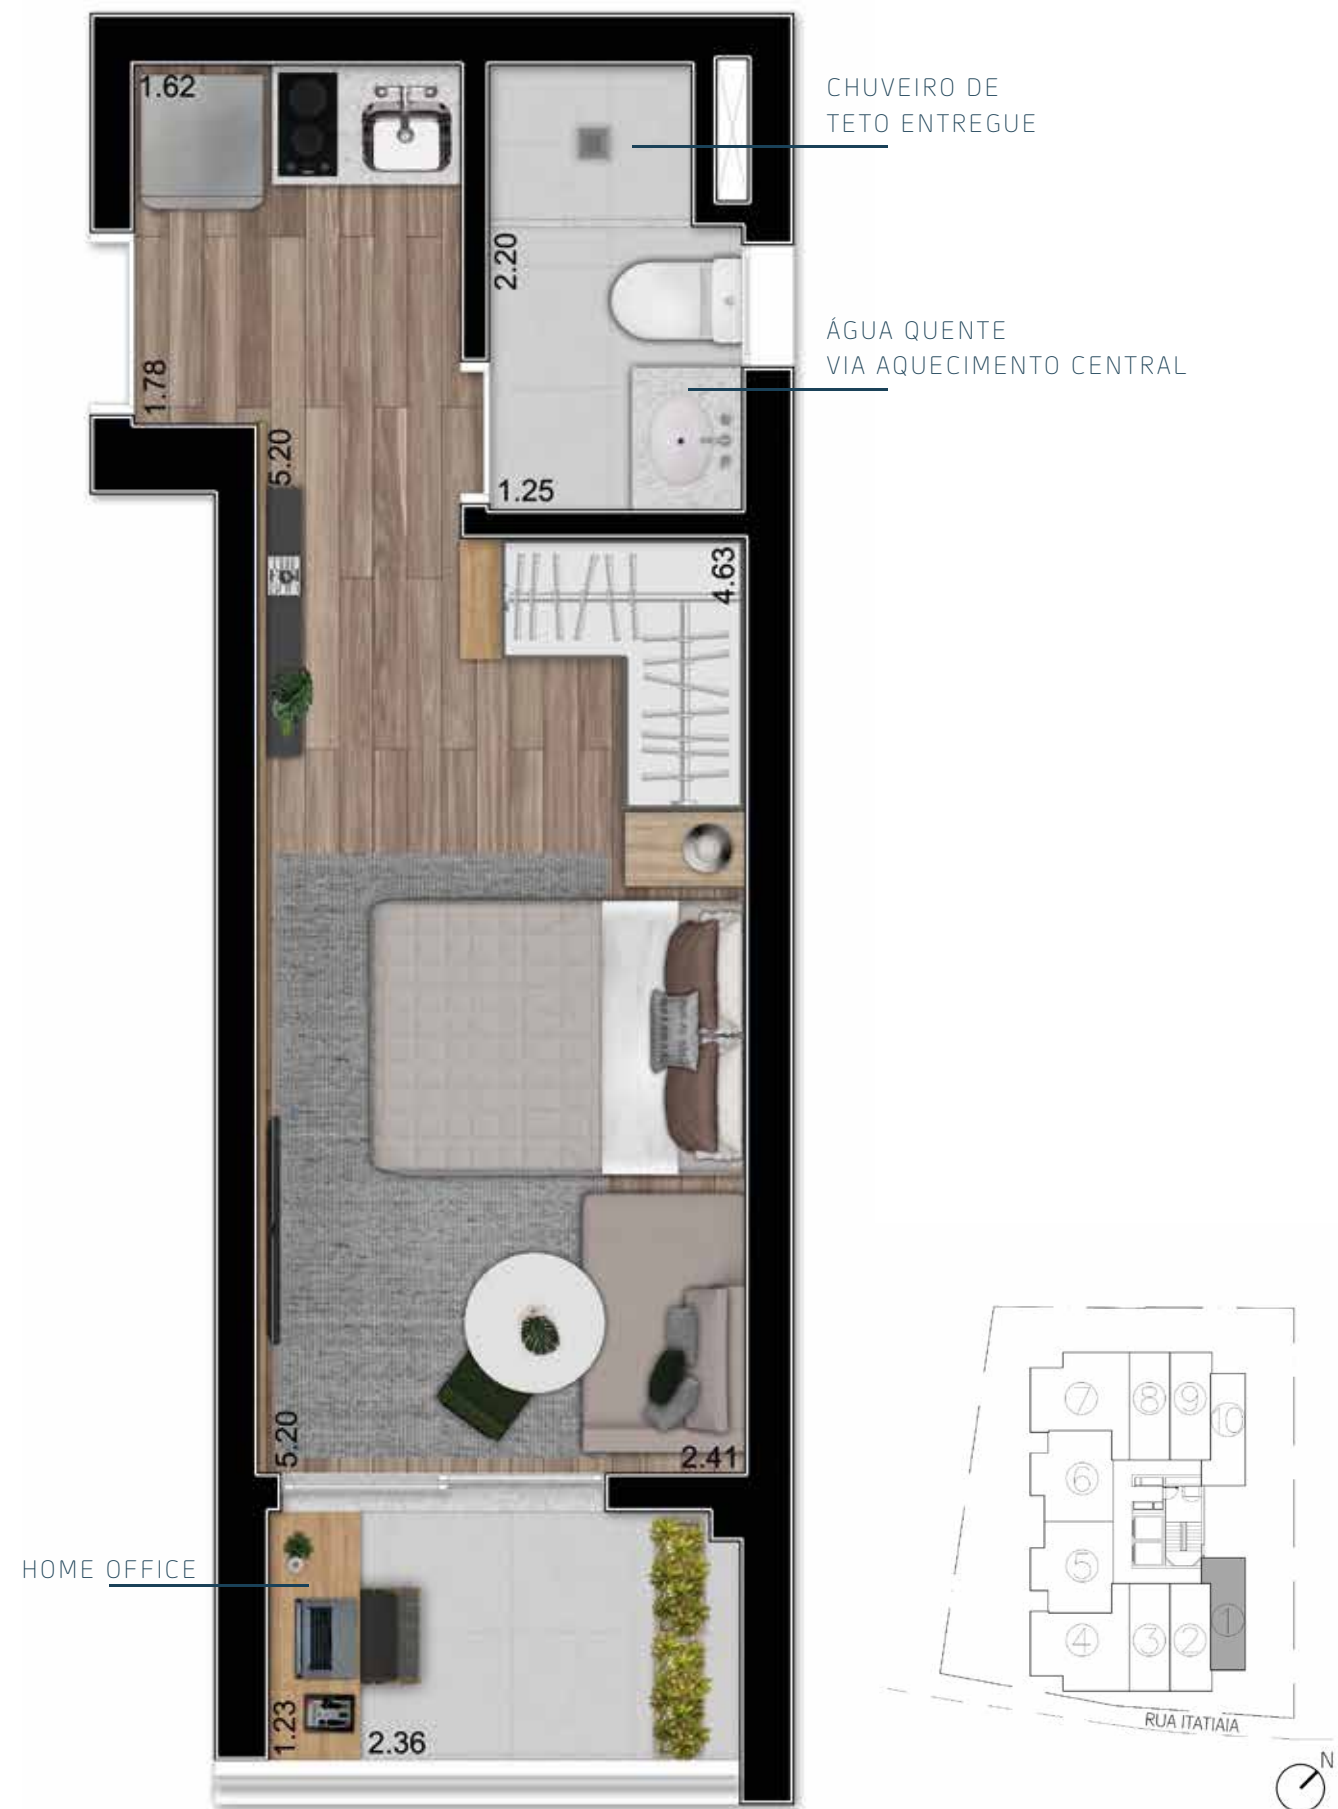 1.62
CHUVEIRO DE
TETO ENTREGUE
2.20
ÁGUA QUENTE
VIA AQUECIMENTO CENTRAL
1.78
5.20
1.25
4.63
5.20
2.41
HOME OFFICE
1.23
2.36
7
8
9
10
6
5
4
3
2
1
RUA ITATIAIA
N